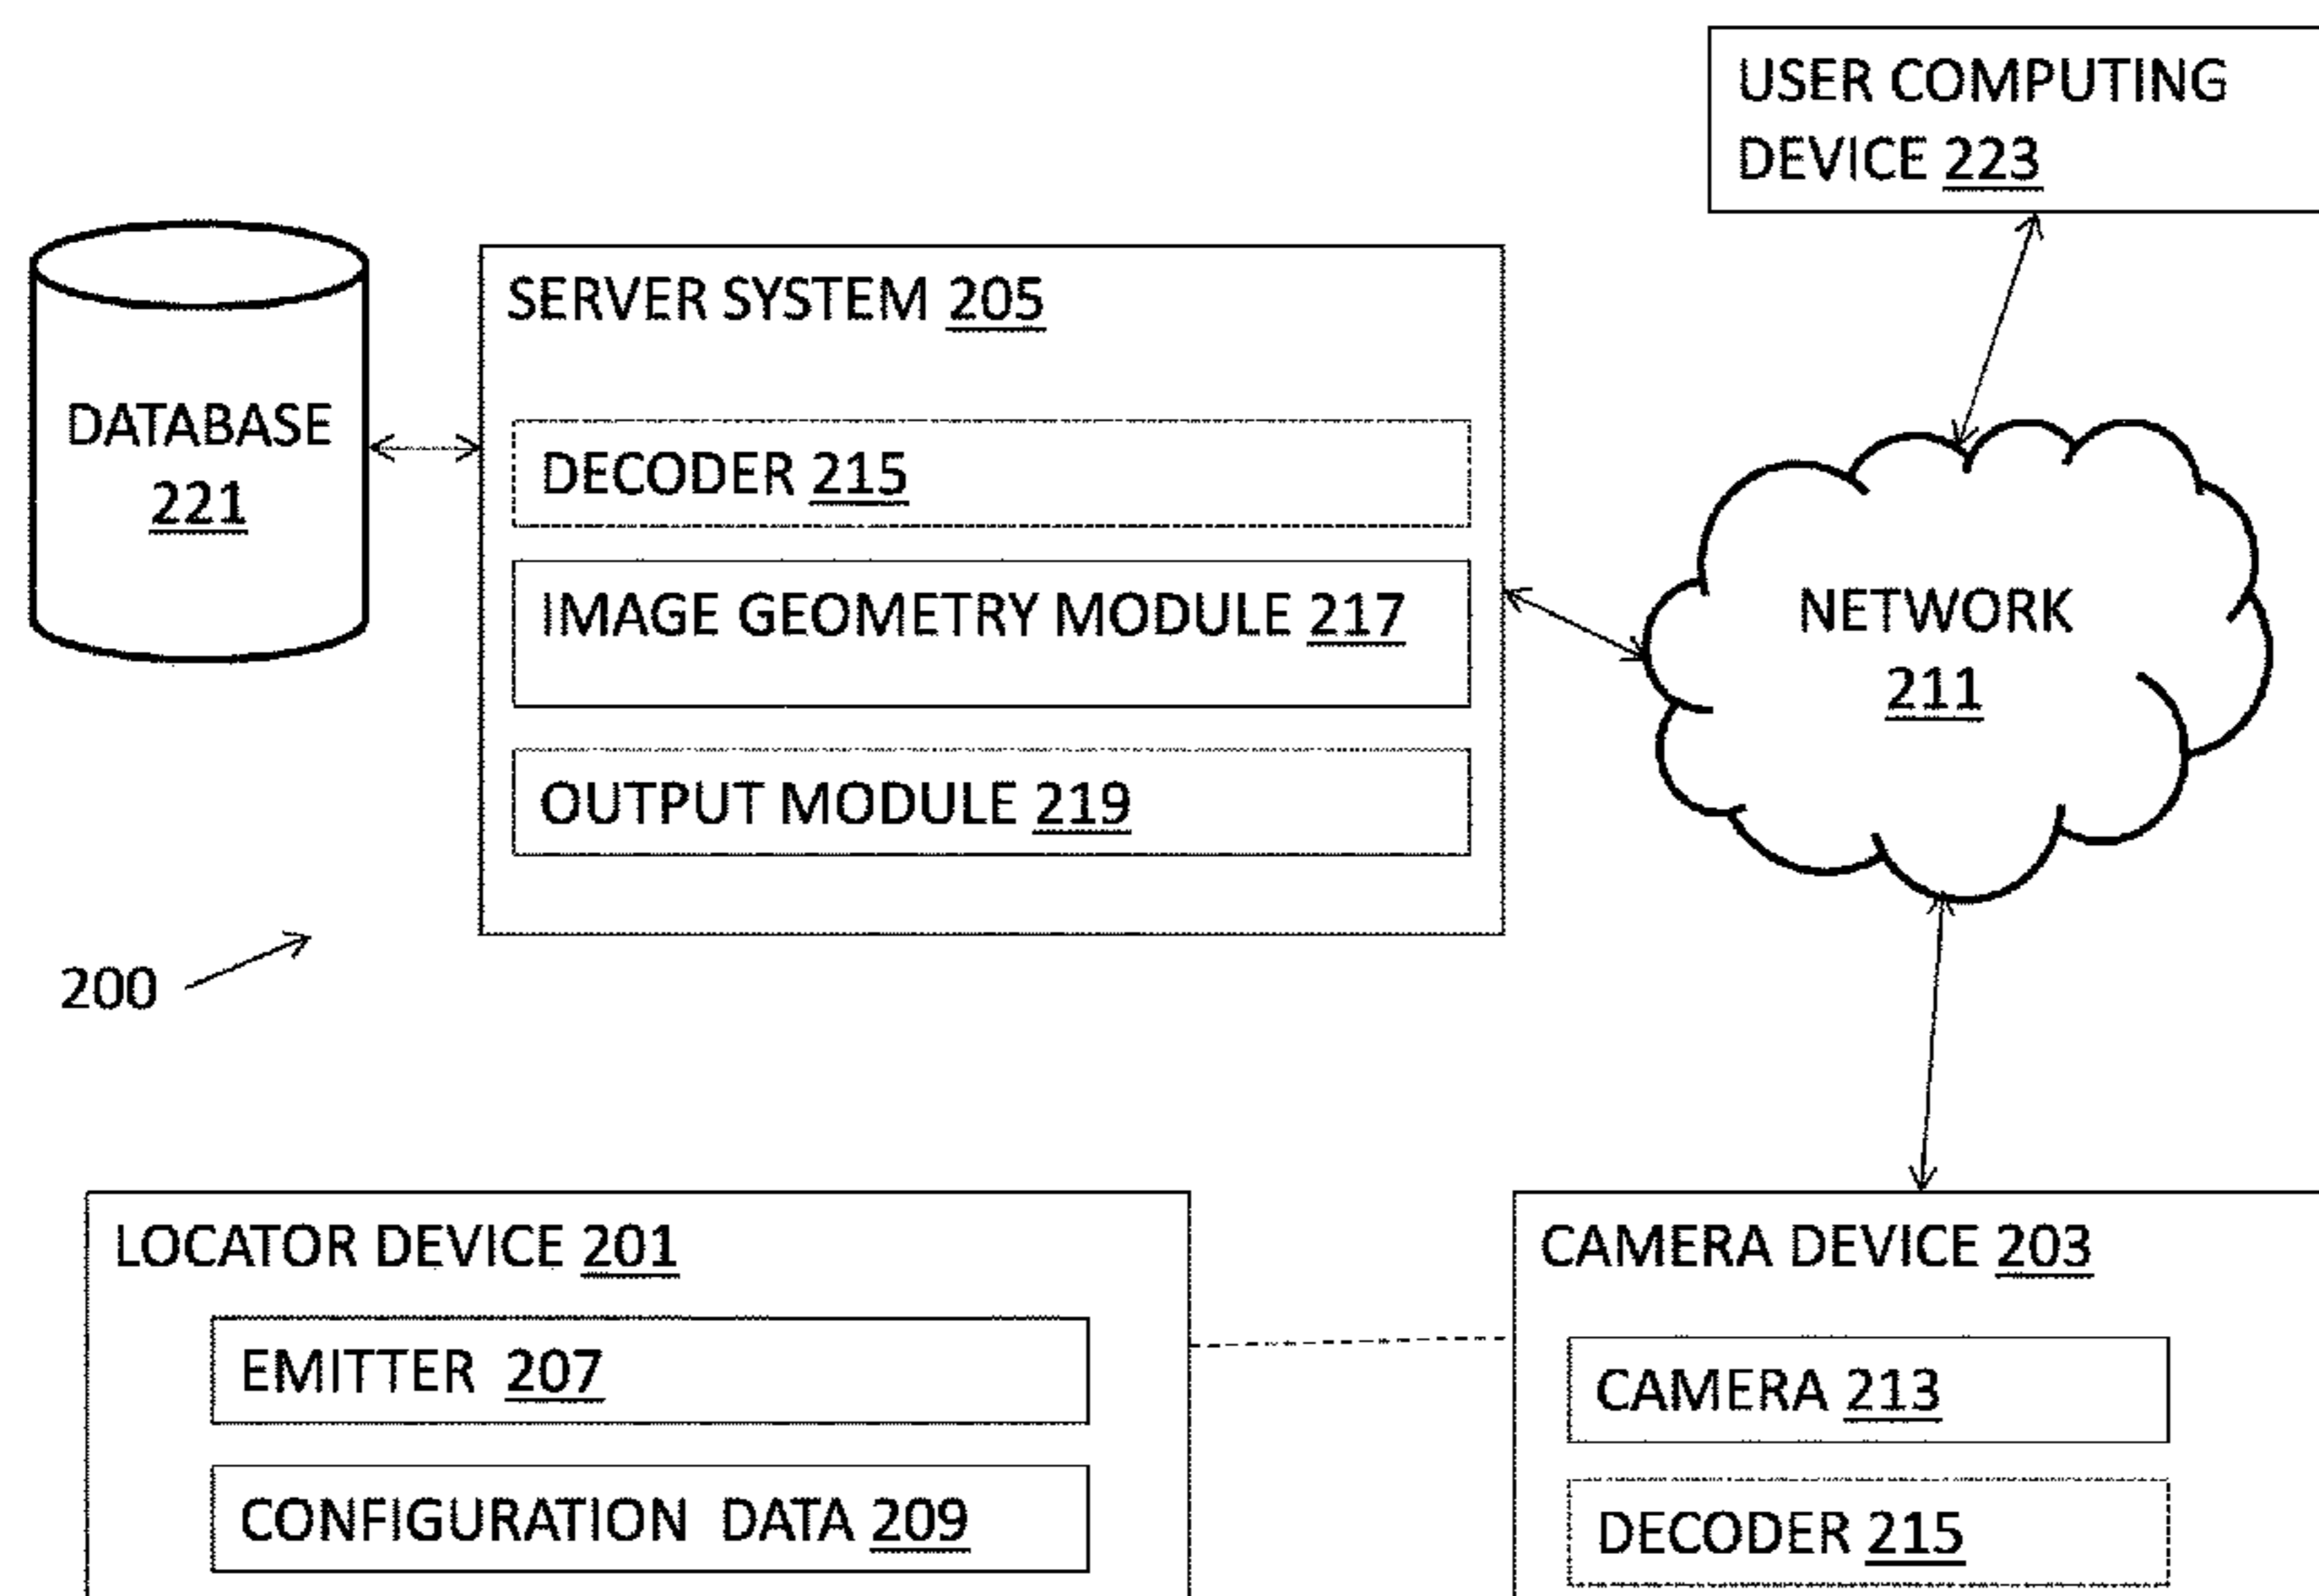 USER COMPUTING
DEVICE 223
SERVER SYSTEM 205
DATABASE
221
DECODER 215
IMAGE GEOMETRY MODULE 217
OUTPUT MODULE 219
NETWORK
211
200
LOCATOR DEVICE 201
EMITTER 207
CONFIGURATION DATA 209
CAMERA DEVICE 203
CAMERA 213
DECODER 215